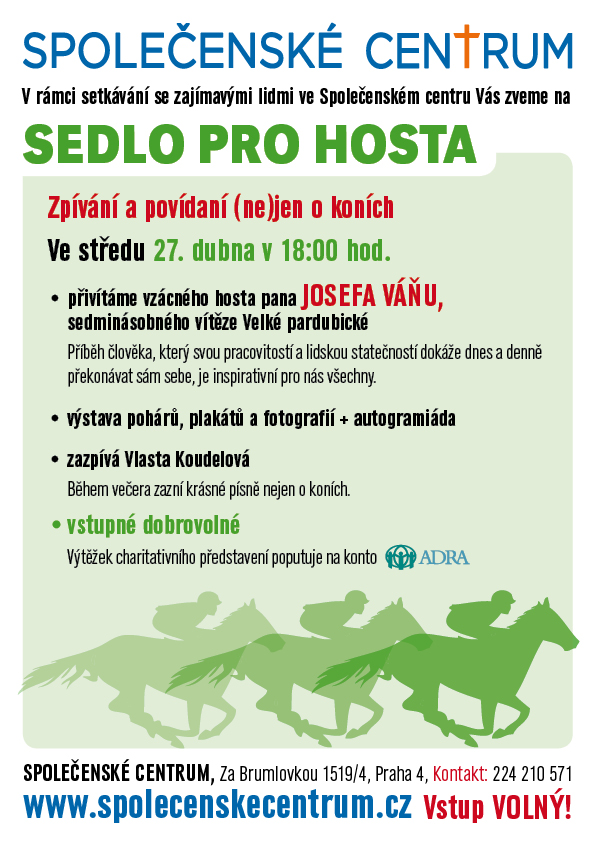 SPOLEČENSKÉ CENTRUM
V rámci setkávání se zajímavými lidmi ve Společenském centru Vás zveme na
SEDLO PRO HOSTA
Zpívání a povídaní (ne)jen o koních
Ve středu 27. dubna v 18:00 hod.
• přivítáme vzácného hosta pana JOSEFA VÁŇU,
sedminásobného vítěze Velké pardubické
Příběh člověka, který svou pracovitostí a lidskou statečností dokáže dnes a denně
překonávat sám sebe, je inspirativní pro nás všechny.
• výstava pohárů, plakátů a fotografií + autogramiáda
• zazpívá Vlasta Koudelová
Během večera zazní krásné písně nejen o koních.
• vstupné dobrovolné
Výtěžek charitativního představení poputuje na konto ADRA
SPOLEČENSKÉ CENTRUM, Za Brumlovkou 1519/4, Praha 4, Kontakt: 224 210 571
www.spolecenskecentrum.cz Vstup VOLNÝ!